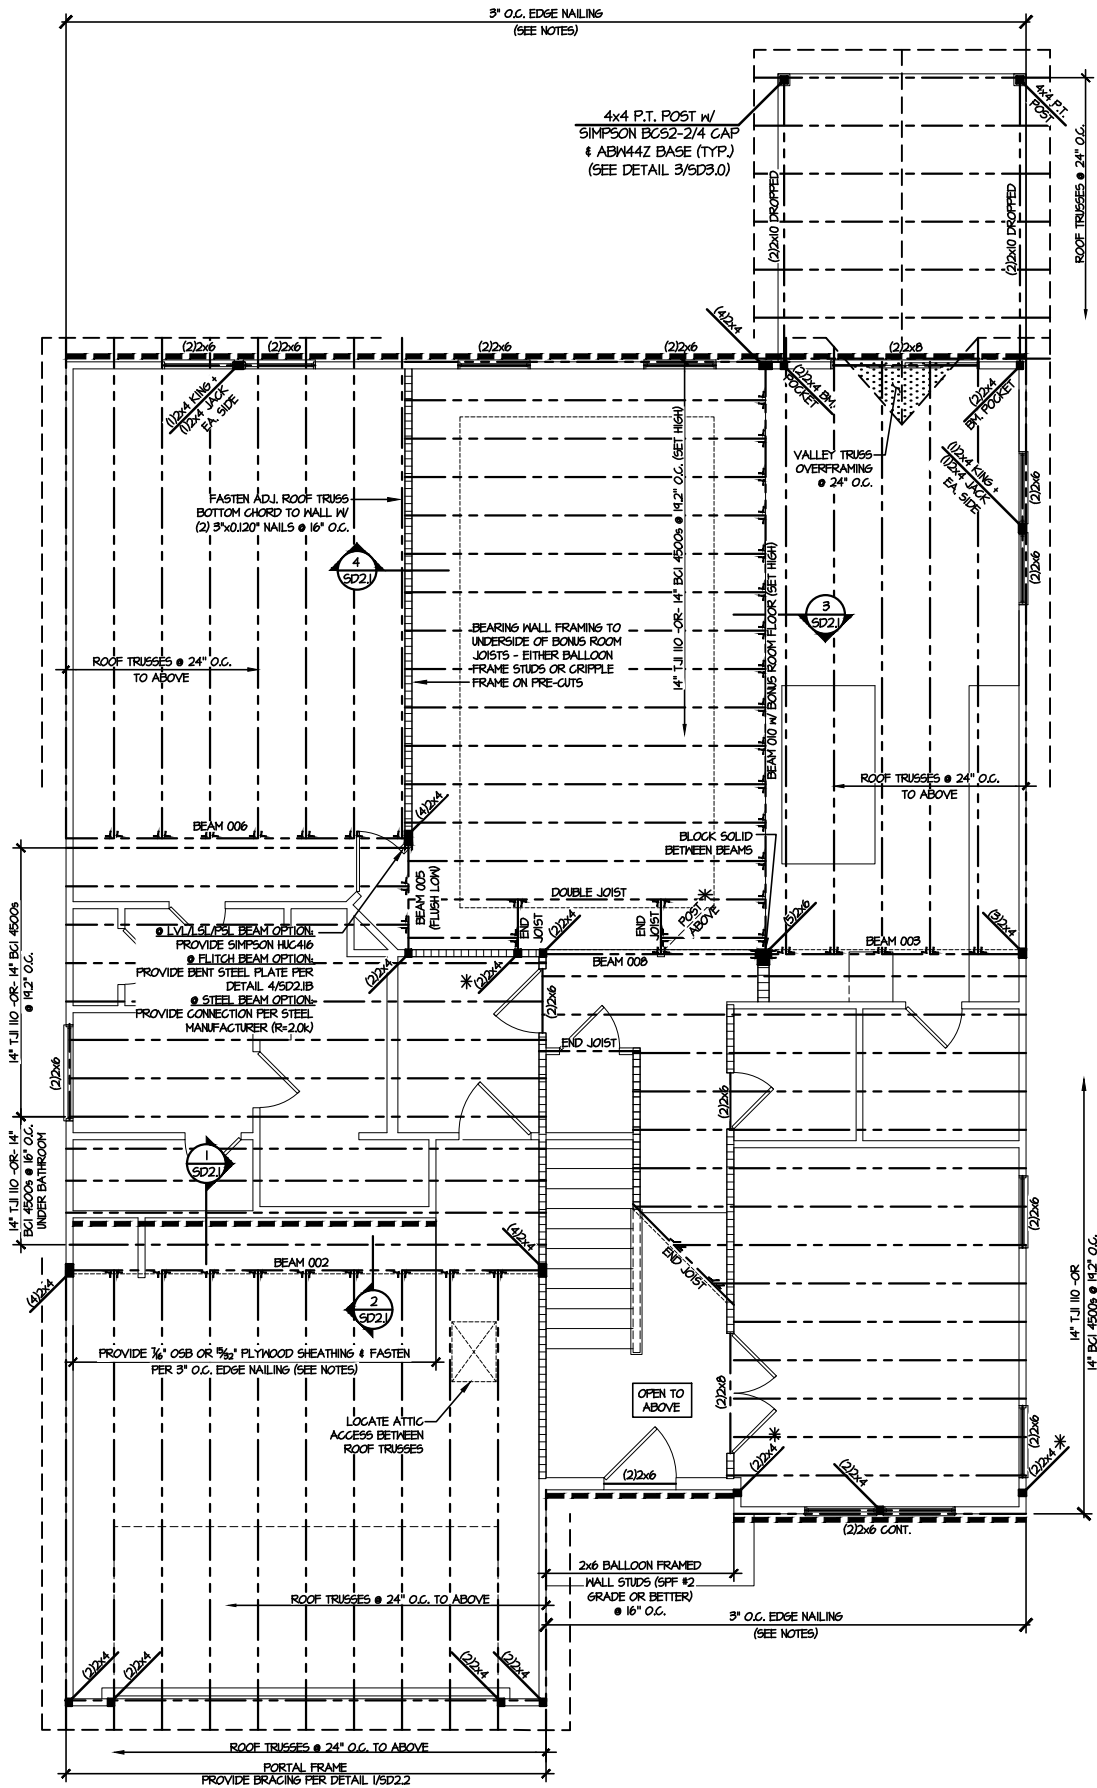 3" O.C. EDGE NAILING
(SEE NOTES)
4x4 P.T. POST W/
SIMPSON BCS2-2/4 CAP
& ABW44Z BASE (TYP.)
(SEE DETAIL 3/SD3.0)
4x4 P.T.
POST
ROOF TRUSSES @ 24" O.C.
(2)2x10 DROPPED
(2)2x10 DROPPED
(4)2x4
(2)2x6
(2)2x6
(2)2x6
(2)2x6
(2)2x8
(1)2x4 KING +
(1)2x4 JACK
EA. SIDE
(2)2x4 BM.
POCKET
(2)2x4
BM. POCKET
VALLEY TRUSS
OVERFRAMING
@ 24" O.C.
(1)2x4 KING +
(1)2x4 JACK
EA. SIDE
(2)2x6
(2)2x6
FASTEN ADJ. ROOF TRUSS
BOTTOM CHORD TO WALL W/
(2) 3"x0.120" NAILS @ 16" O.C.
14" TJI 110 -OR- 14" BCI 4500s @ 19.2" O.C. (SET HIGH)
BEAM 010 W/ BONUS ROOM FLOOR (SET HIGH)
4
SD2.1
3
SD2.1
BEARING WALL FRAMING TO
UNDERSIDE OF BONUS ROOM
JOISTS - EITHER BALLOON
FRAME STUDS OR CRIPPLE
FRAME ON PRE-CUTS
ROOF TRUSSES @ 24" O.C.
TO ABOVE
ROOF TRUSSES @ 24" O.C.
TO ABOVE
BEAM 006
(4)2x4
BLOCK SOLID
BETWEEN BEAMS
BEAM 005
(FLUSH LOW)
DOUBLE JOIST
END
JOIST
END
JOIST
(2)2x4
POST *
ABOVE
(5)2x6
(3)2x4
BEAM 003
BEAM 008
14" TJI 110 -OR- 14" BCI 4500s
@ 19.2" O.C.
@ LVL/LSL/PSL BEAM OPTION:
PROVIDE SIMPSON HUC416
@ FLITCH BEAM OPTION:
PROVIDE BENT STEEL PLATE PER
DETAIL 4/SD2.1B
@ STEEL BEAM OPTION:
PROVIDE CONNECTION PER STEEL
MANUFACTURER (R=2.0k)
(2)2x4
* (2)2x4
(2)2x6
END JOIST
(2)2x6
(2)2x6
14" TJI 110 -OR- 14"
BCI 4500s @ 16" O.C.
UNDER BATHROOM
1
SD2.1
(2)2x6
(4)2x4
BEAM 002
END JOIST
(4)2x4
2
SD2.1
14" TJI 110 -OR
14" BCI 4500s @ 19.2" O.C.
PROVIDE 7/16" OSB OR 15/32" PLYWOOD SHEATHING & FASTEN
PER 3" O.C. EDGE NAILING (SEE NOTES)
LOCATE ATTIC
ACCESS BETWEEN
ROOF TRUSSES
OPEN TO
ABOVE
(2)2x8
(2)2x6
(2)2x4 *
(2)2x4
(2)2x6
(2)2x4 *
(2)2x6 CONT.
2x6 BALLOON FRAMED
WALL STUDS (SPF #2
GRADE OR BETTER)
@ 16" O.C.
ROOF TRUSSES @ 24" O.C. TO ABOVE
3" O.C. EDGE NAILING
(SEE NOTES)
(2)2x4
(2)2x4
(2)2x4
(2)2x4
ROOF TRUSSES @ 24" O.C. TO ABOVE
PORTAL FRAME
PROVIDE BRACING PER DETAIL 1/SD2.2